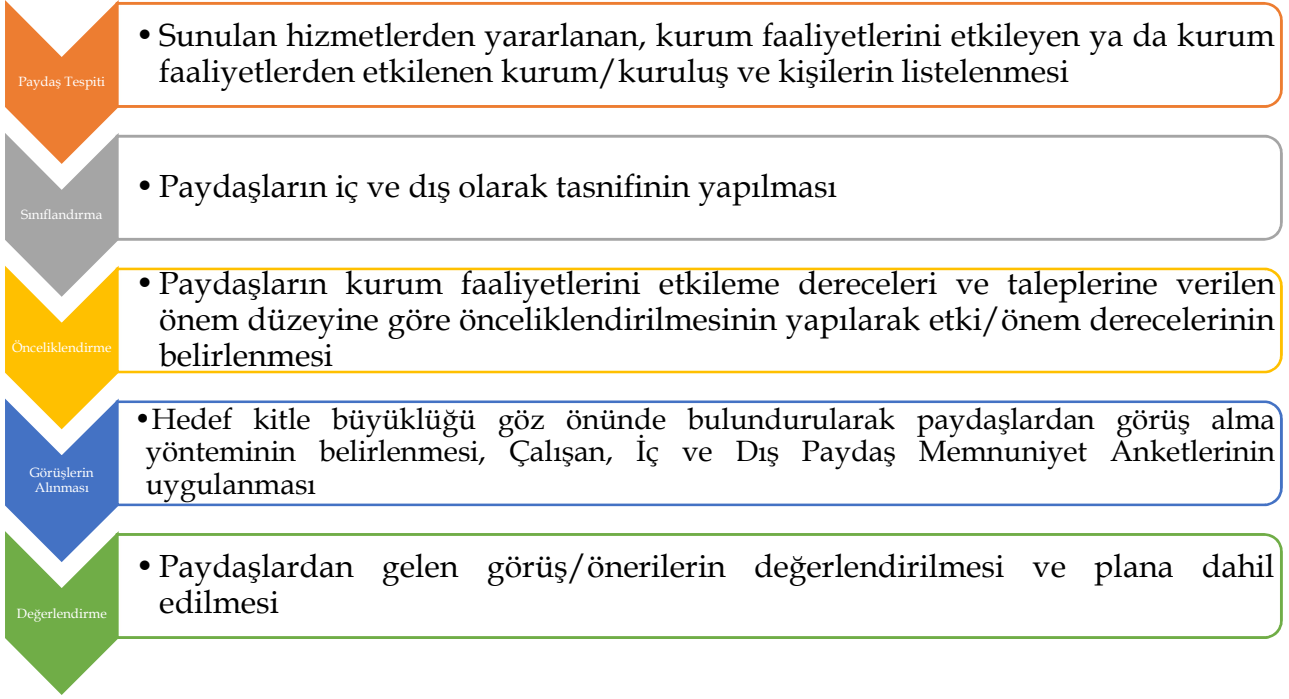 Paydaş Tespiti
• Sunulan hizmetlerden yararlanan, kurum faaliyetlerini etkileyen ya da kurum
faaliyetlerden etkilenen kurum/kuruluş ve kişilerin listelenmesi
Sınıflandırma
• Paydaşların iç ve dış olarak tasnifinin yapılması
Önceliklendirme
• Paydaşların kurum faaliyetlerini etkileme dereceleri ve taleplerine verilen
önem düzeyine göre önceliklendirilmesinin yapılarak etki/önem derecelerinin
belirlenmesi
Görüşlerin
Alınması
•Hedef kitle büyüklüğü göz önünde bulundurularak paydaşlardan görüş alma
yönteminin belirlenmesi, Çalışan, İç ve Dış Paydaş Memnuniyet Anketlerinin
uygulanması
Değerlendirme
• Paydaşlardan gelen görüş/önerilerin değerlendirilmesi ve plana dahil
edilmesi